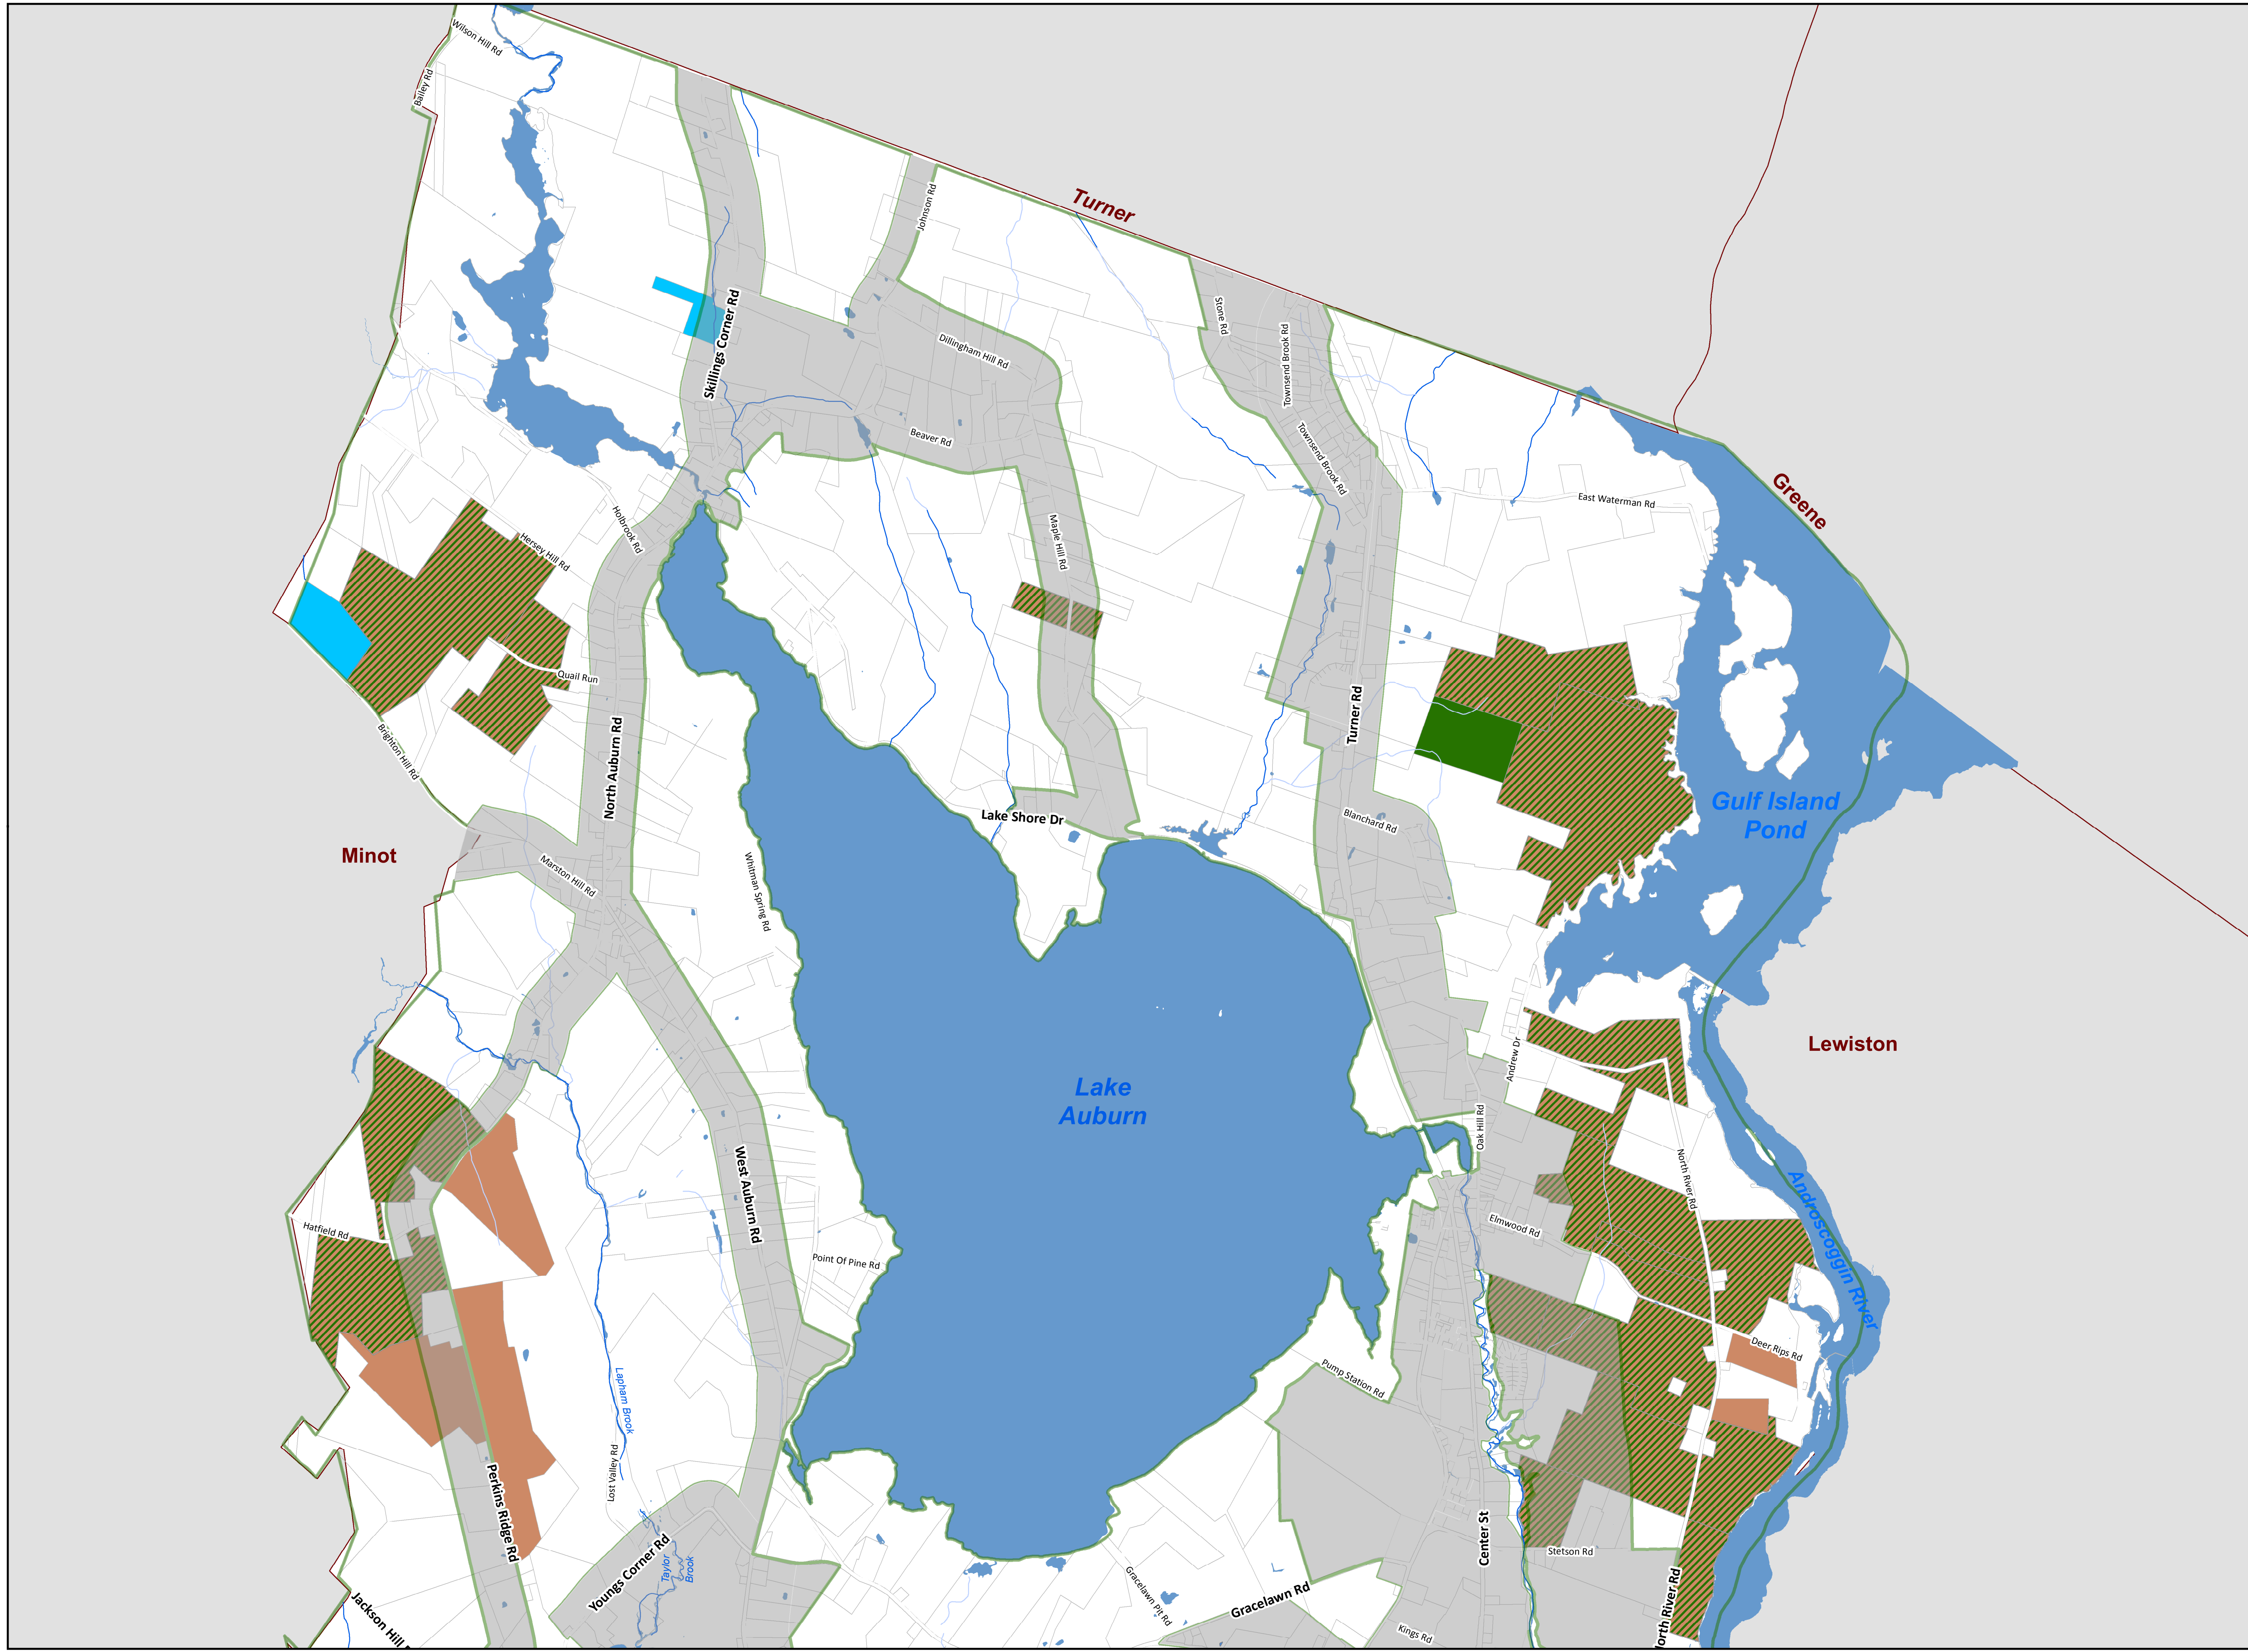 Wilson Hill Rd
Bailey Rd
Turner
Johnson Rd
Skillings Corner Rd
Dillingham Hill Rd
Stone Rd
Townsend Brook Rd
Beaver Rd
Townsend Brook Rd
East Waterman Rd
Greene
Holbrook Rd
Hersey Hill Rd
Maple Hill Rd
Quail Run
Turner Rd
Brighton Hill Rd
North Auburn Rd
Lake Shore Dr
Blanchard Rd
Gulf Island
Pond
Minot
Marston Hill Rd
Whitman Spring Rd
Lewiston
Andrew Dr
Lake
Auburn
Oak Hill Rd
North River Rd
West Auburn Rd
Androscoggin River
Hatfield Rd
Elmwood Rd
Point Of Pine Rd
Deer Rips Rd
Pump Station Rd
Lapham Brook
Lost Valley Rd
Perkins Ridge Rd
Center St
Stetson Rd
Youngs Corner Rd
Taylor
Brook
Gracelawn Pit Rd
Gracelawn Rd
Jackson Hill
North River Rd
Kings Rd